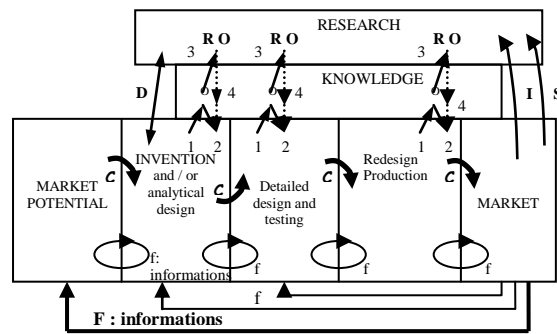 RESEARCH
3 R O 3 R O 3 R O
KNOWLEDGE
D I S
4 4 4
1 2 1 2 1 2
C C C C
MARKET
POTENTIAL
INVENTION
and / or
analytical
design
Detailed
design and
testing
Redesign
Production
MARKET
f:
informations
f f f
f
F : informations